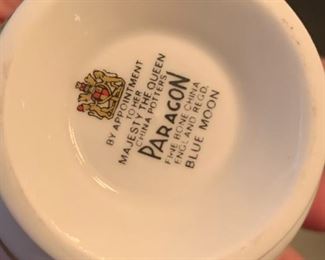 BY APPOINTMENT
TO HER
MAJESTY THE QUEEN
CHINA POTTERS
PARAGON
FINE BONE CHINA
ENGLAND REGD.
BLUE MOON